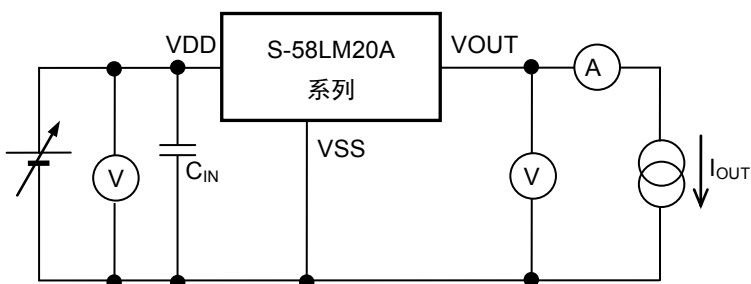 VDD
S-58LM20A
系列
VOUT
A
VSS
V
CIN
V
IOUT